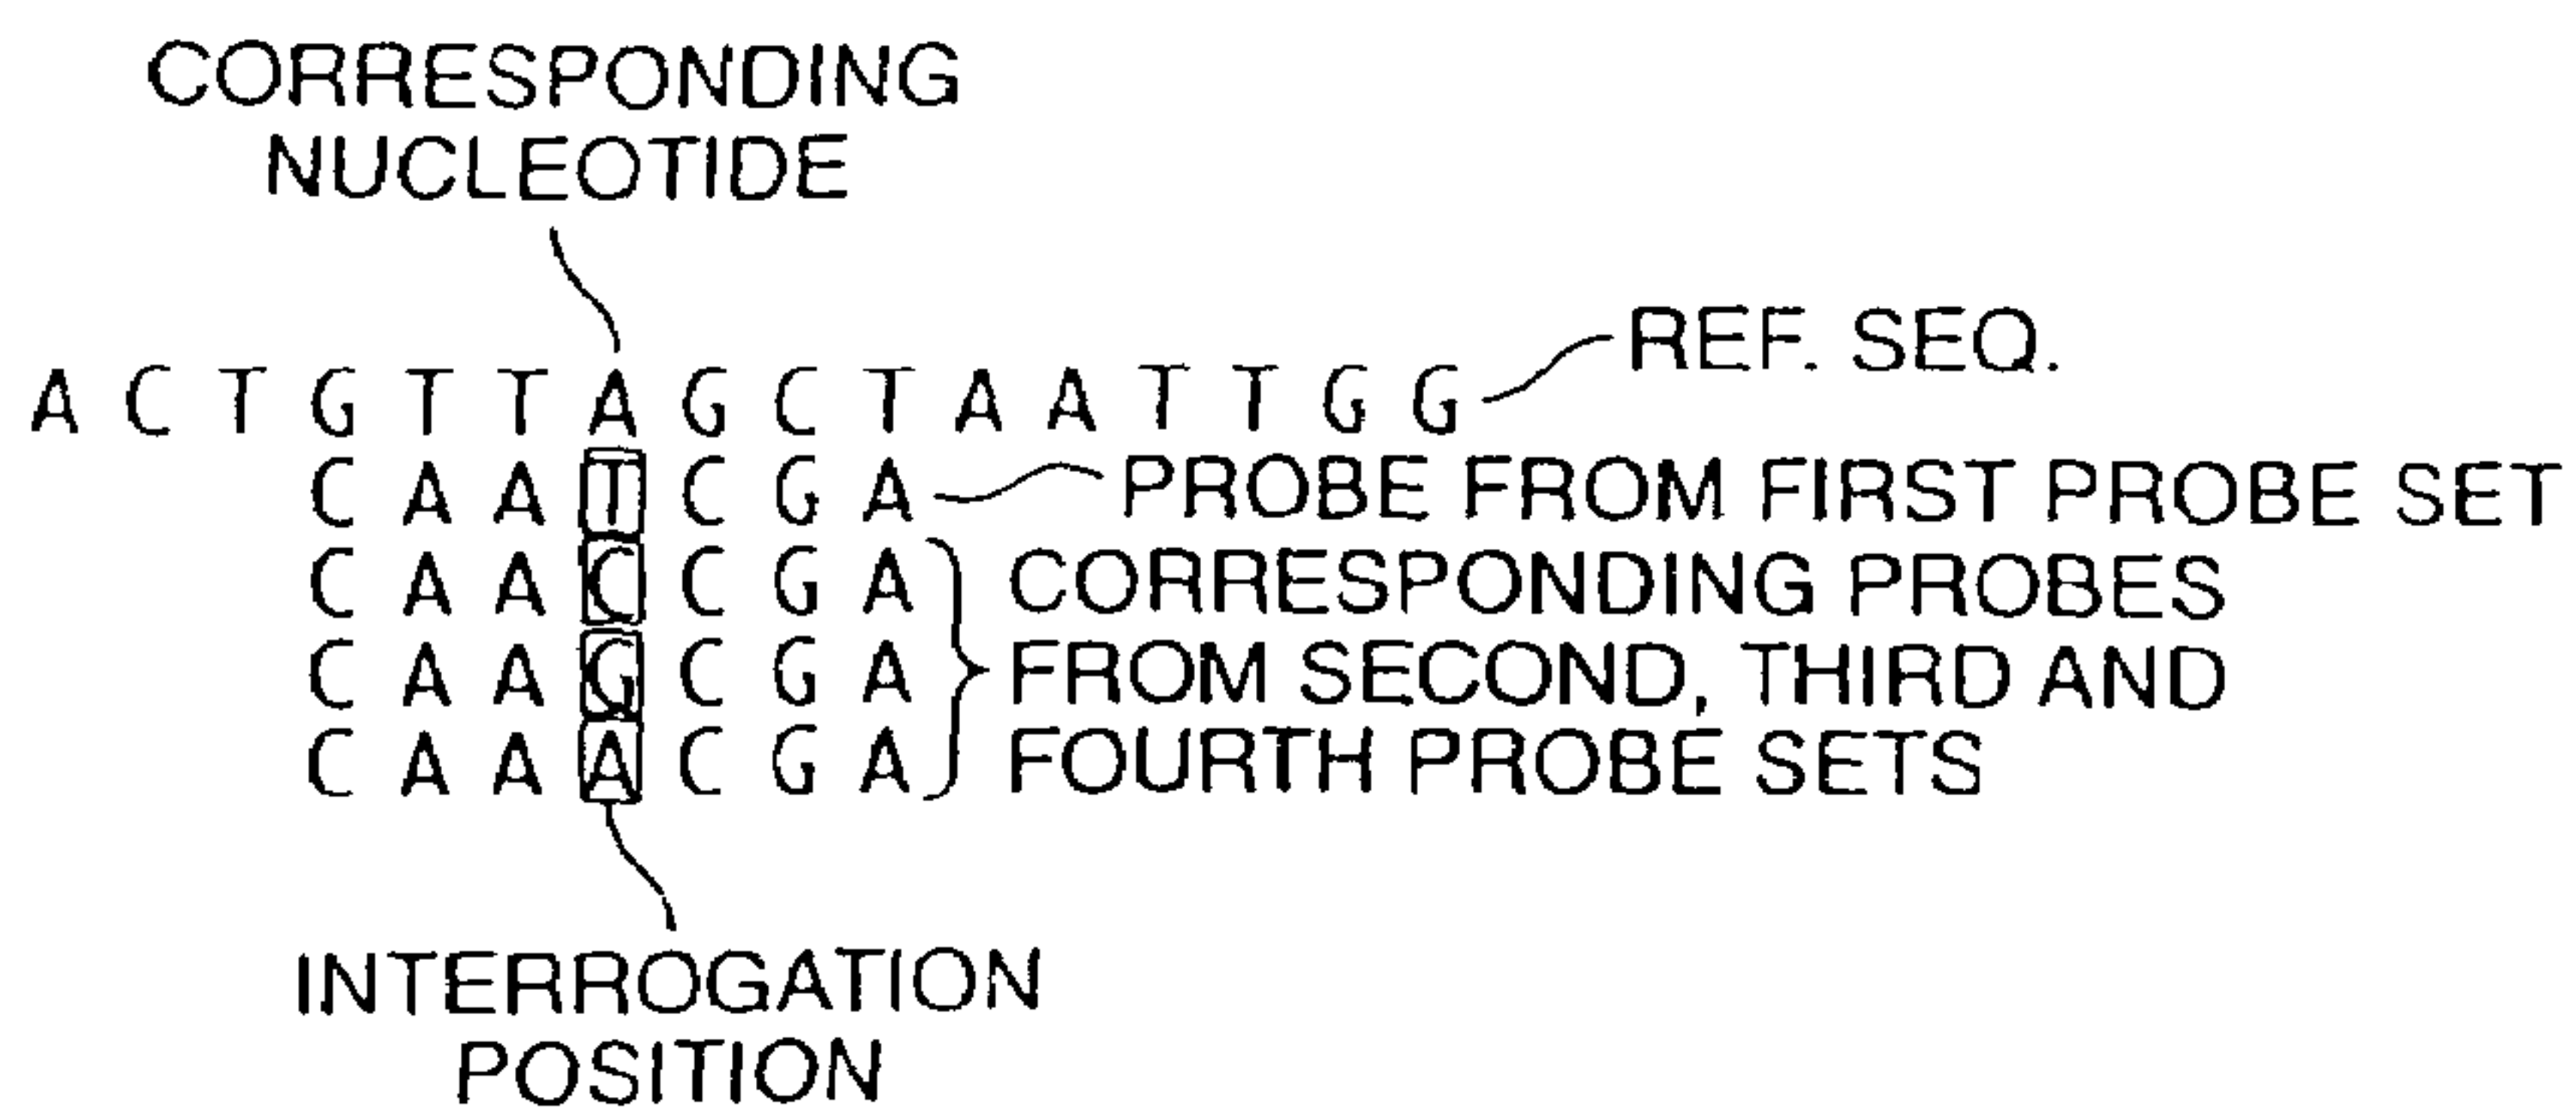 CORRESPONDING
NUCLEOTIDE
REF. SEQ.
A C T G T T A G C T A A T T G G
C A A T C G A PROBE FROM FIRST PROBE SET
C A A C C G A CORRESPONDING PROBES
C A A G C G A FROM SECOND, THIRD AND
C A A A C G A FOURTH PROBE SETS
INTERROGATION
POSITION